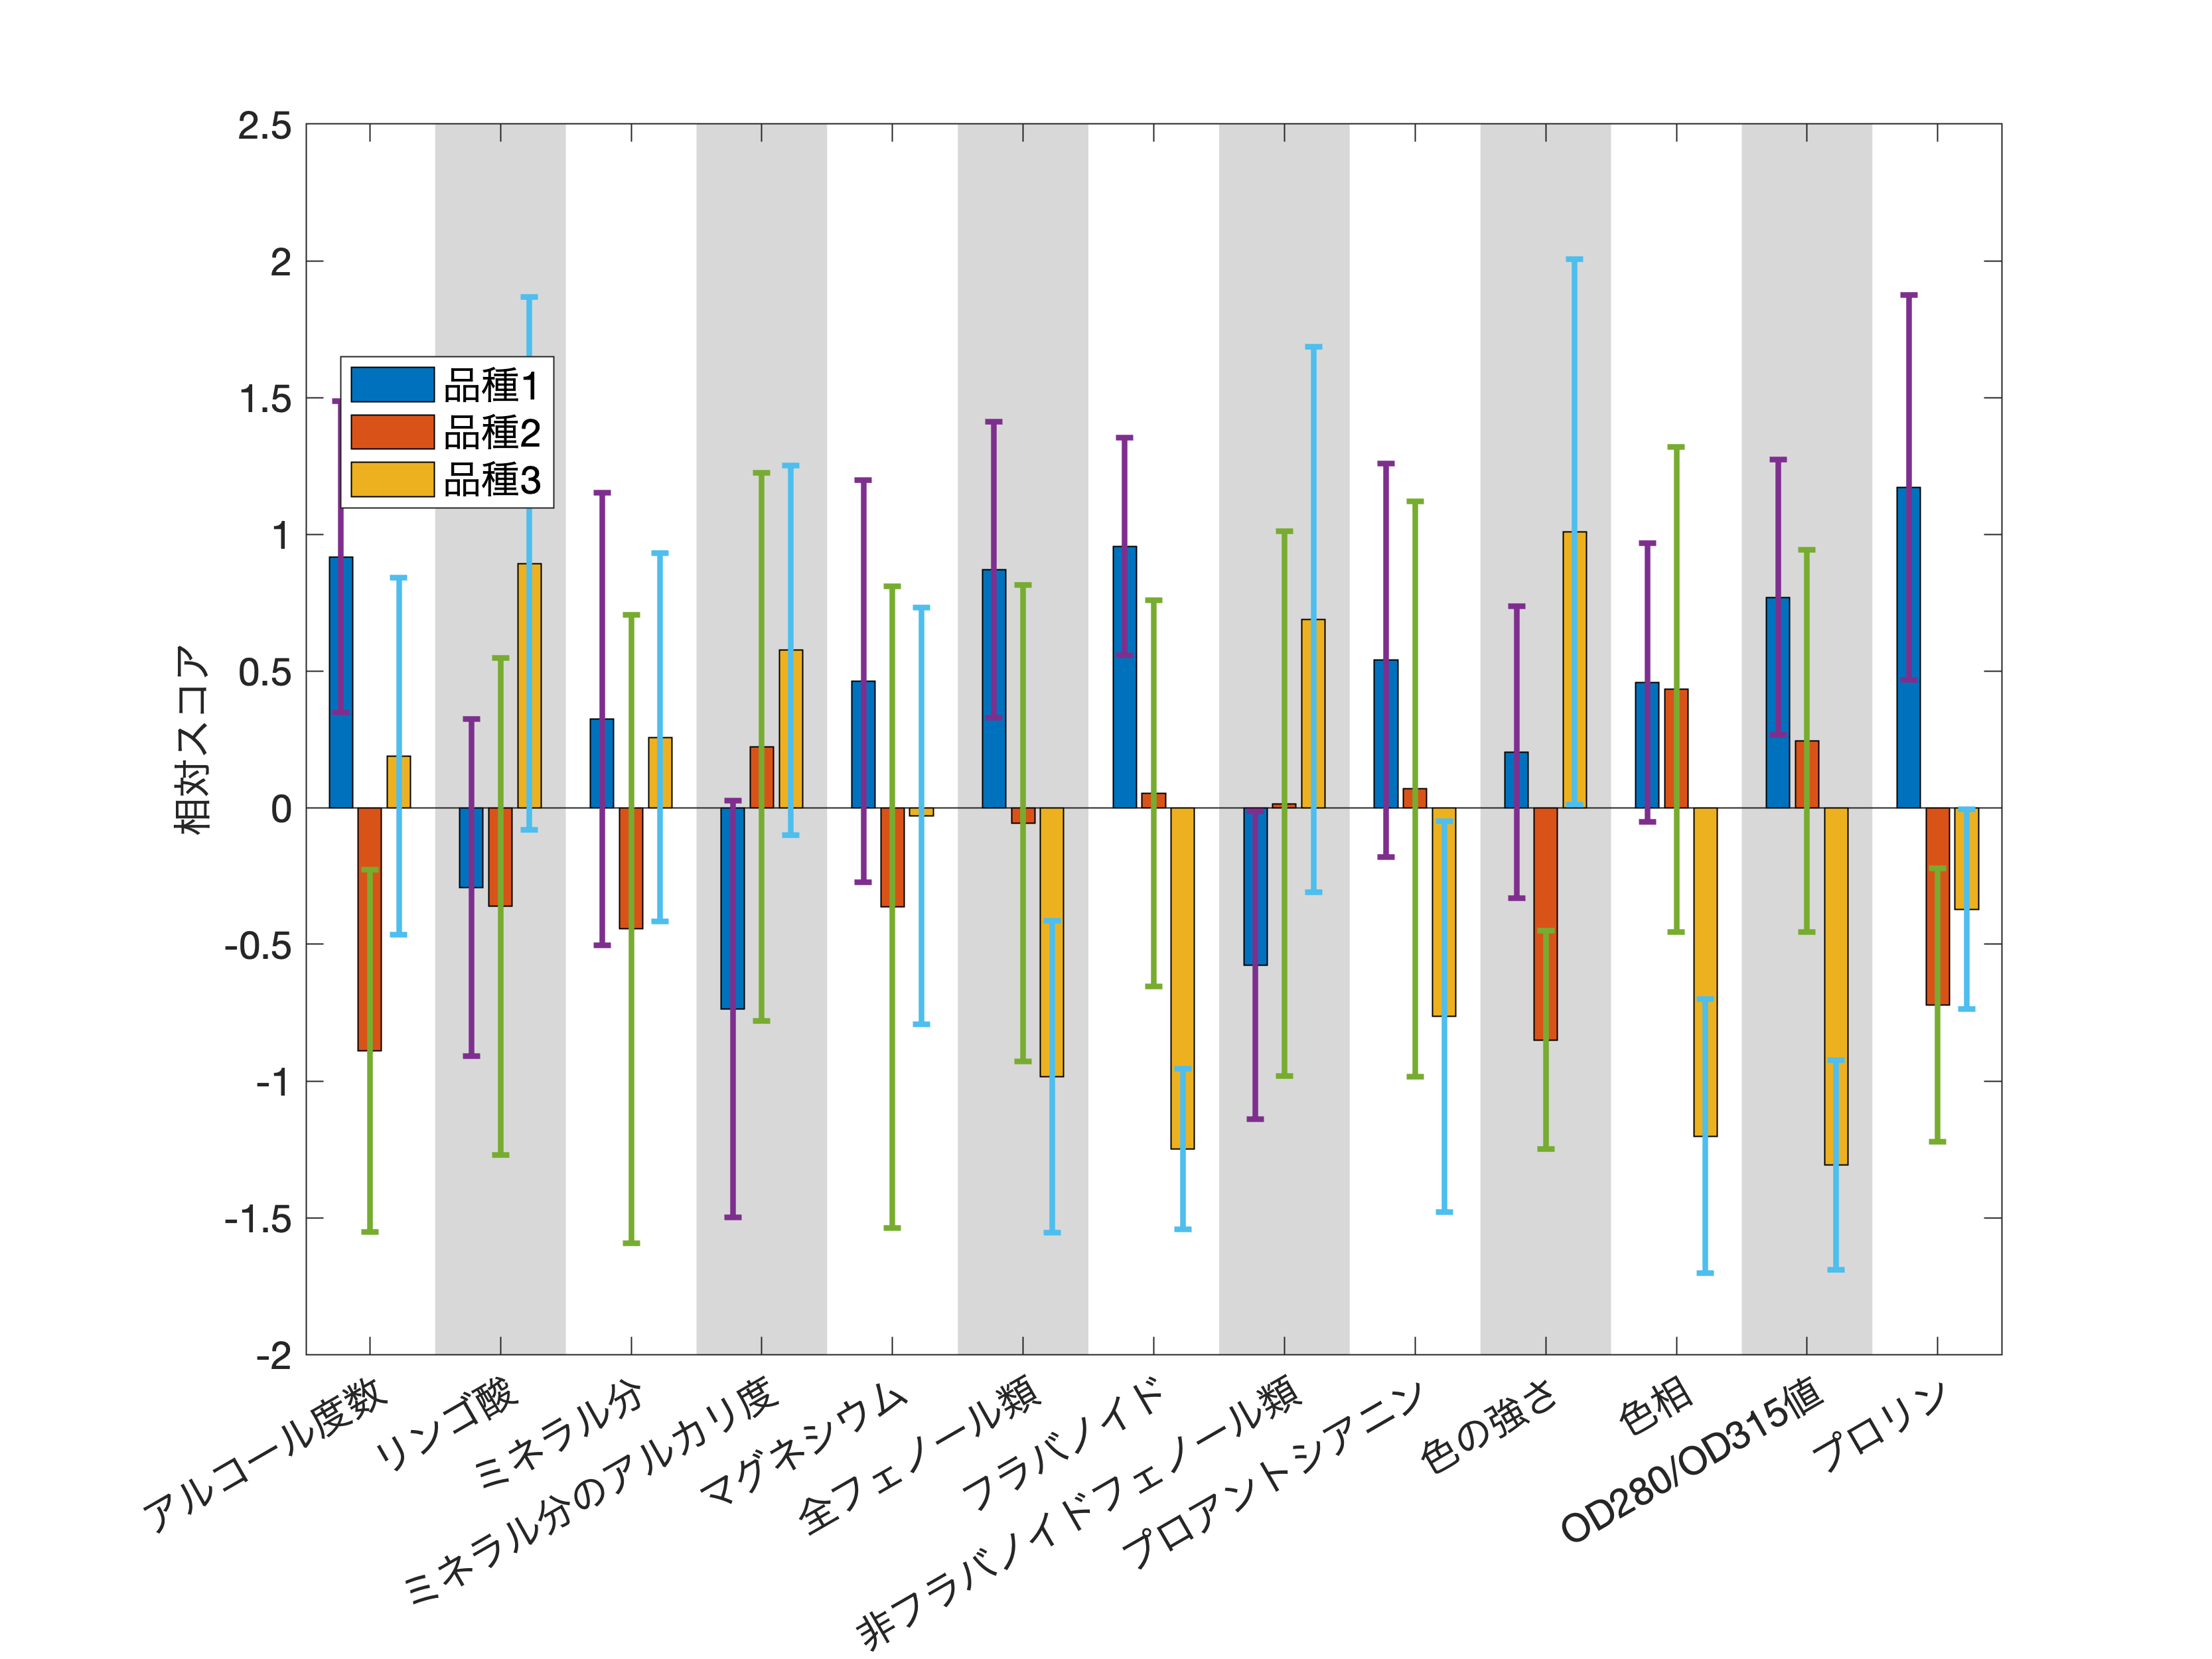 2.5
2
1.5
1
0.5
0
-0.5
-1
-1.5
-2
相対スコア
品種1
品種2
品種3
アルコール度数
リンゴ酸
ミネラル分
ミネラル分のアルカリ度
マグネシウム
全フェノール類
フラバノイド
非フラバノイドフェノール類
プロアントシアニン
色の強さ
色相
OD280/OD315値
プロリン